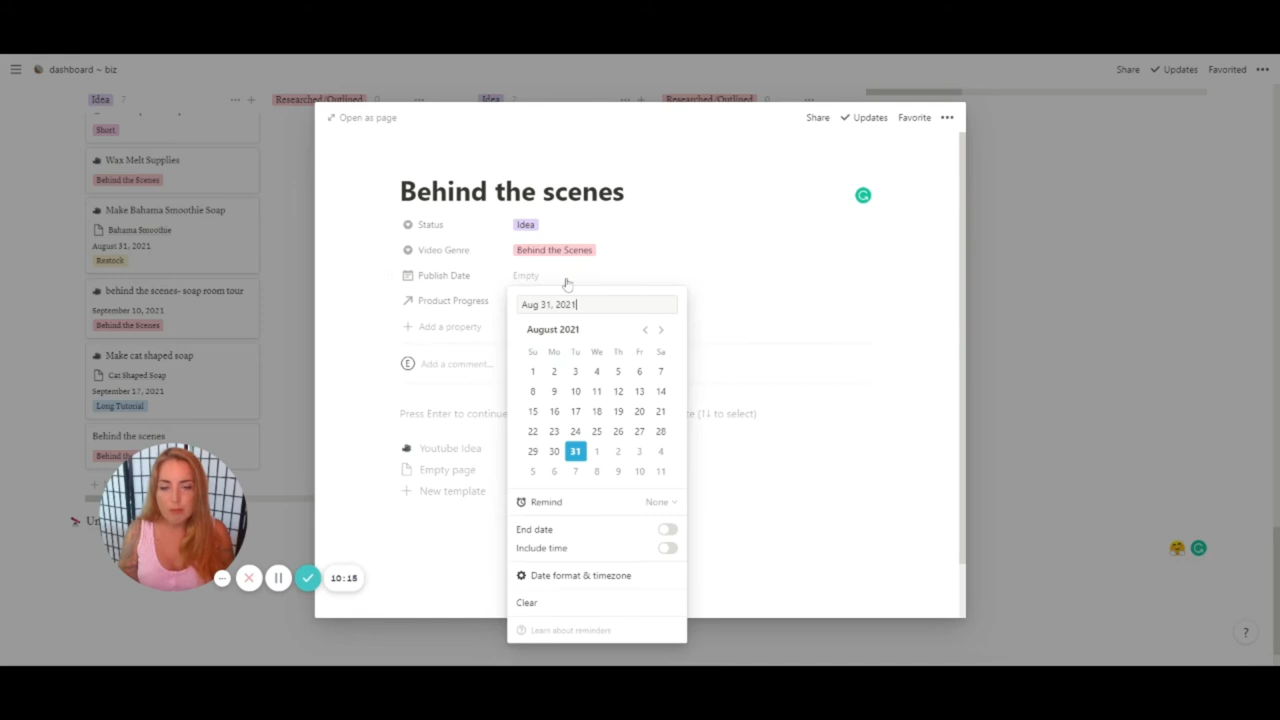 dashboard ~ biz
Share
Updates
Favorited
Idea 7
Researched/Outlined 0
Idea 7
Researched/Outlined 0
Short
Wax Melt Supplies
Behind the Scenes
Make Bahama Smoothie Soap
Bahama Smoothie
August 31, 2021
Restock
behind the scenes- soap room tour
September 10, 2021
Behind the Scenes
Make cat shaped soap
Cat Shaped Soap
September 17, 2021
Long Tutorial
Behind the scenes
Behind
Un
10:15
Open as page
Share
Updates
Favorite
Behind the scenes
Status
Idea
Video Genre
Behind the Scenes
Publish Date
Empty
Product Progress
Add a property
E
Add a comment...
Press Enter to continue
(↑↓ to select)
Youtube Idea
Empty page
New template
Aug 31, 2021
August 2021
Su Mo Tu We Th Fr Sa
1 2 3 4 5 6 7
8 9 10 11 12 13 14
15 16 17 18 19 20 21
22 23 24 25 26 27 28
29 30 31 1 2 3 4
5 6 7 8 9 10 11
Remind
None
End date
Include time
Date format & timezone
Clear
Learn about reminders
?